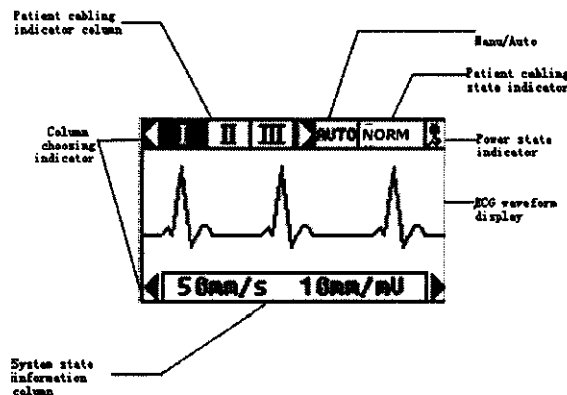 Patient cabling
indicator column
Manu/Auto
Patient cabling
state indicator
Column
choosing
indicator
I II III AUTO NORM
Power state
indicator
ECG waveform
display
50mm/s 10mm/mV
System state
information
column